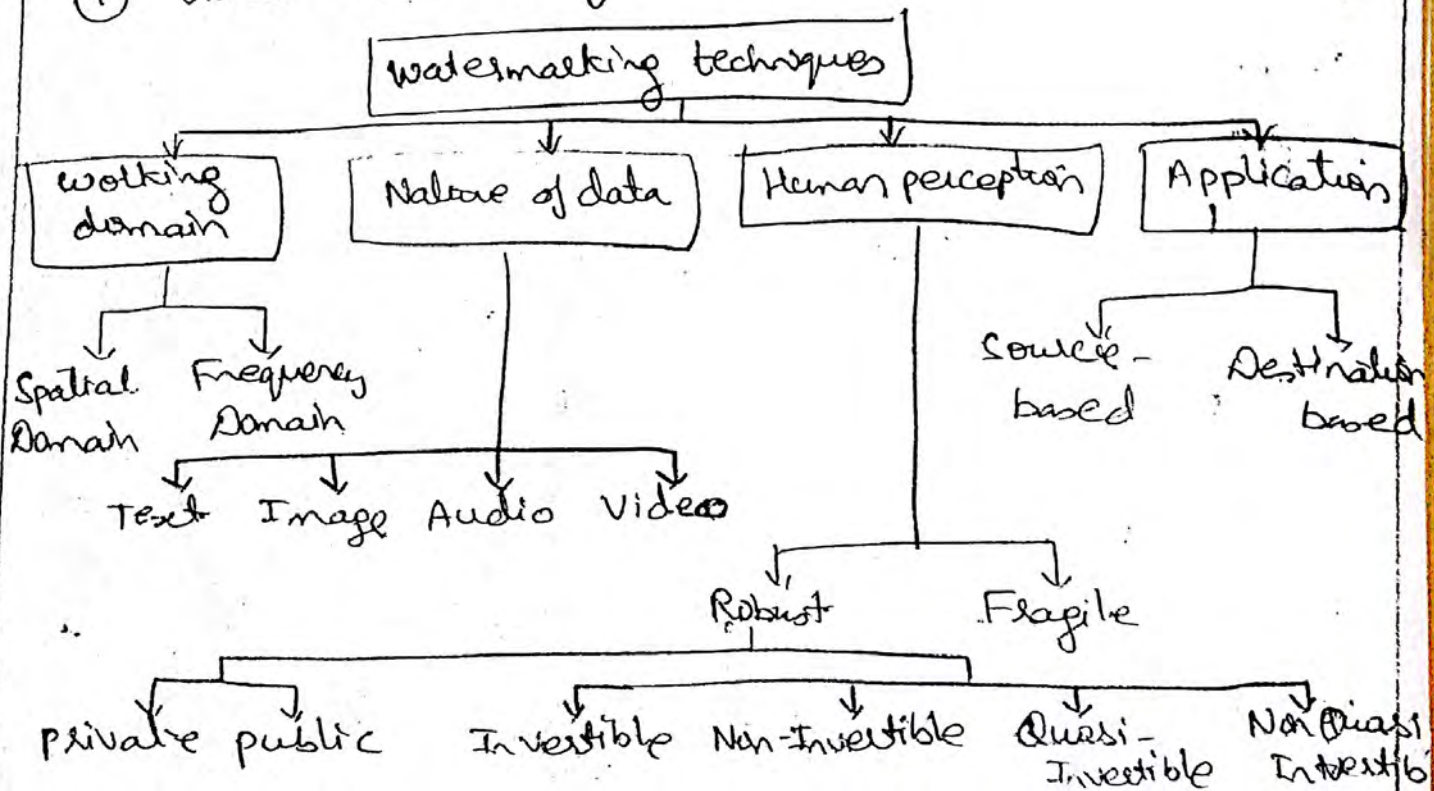 watermarking techniques
working
domain
Nature of data
Human perception
Application
Spatial
Domain
Frequency
Domain
Source-
based
Destination
based
Text Image Audio Video
Robust Fragile
private public Invertible Non-Invertible Quasi-
Invertible
Non Quasi
Invertib